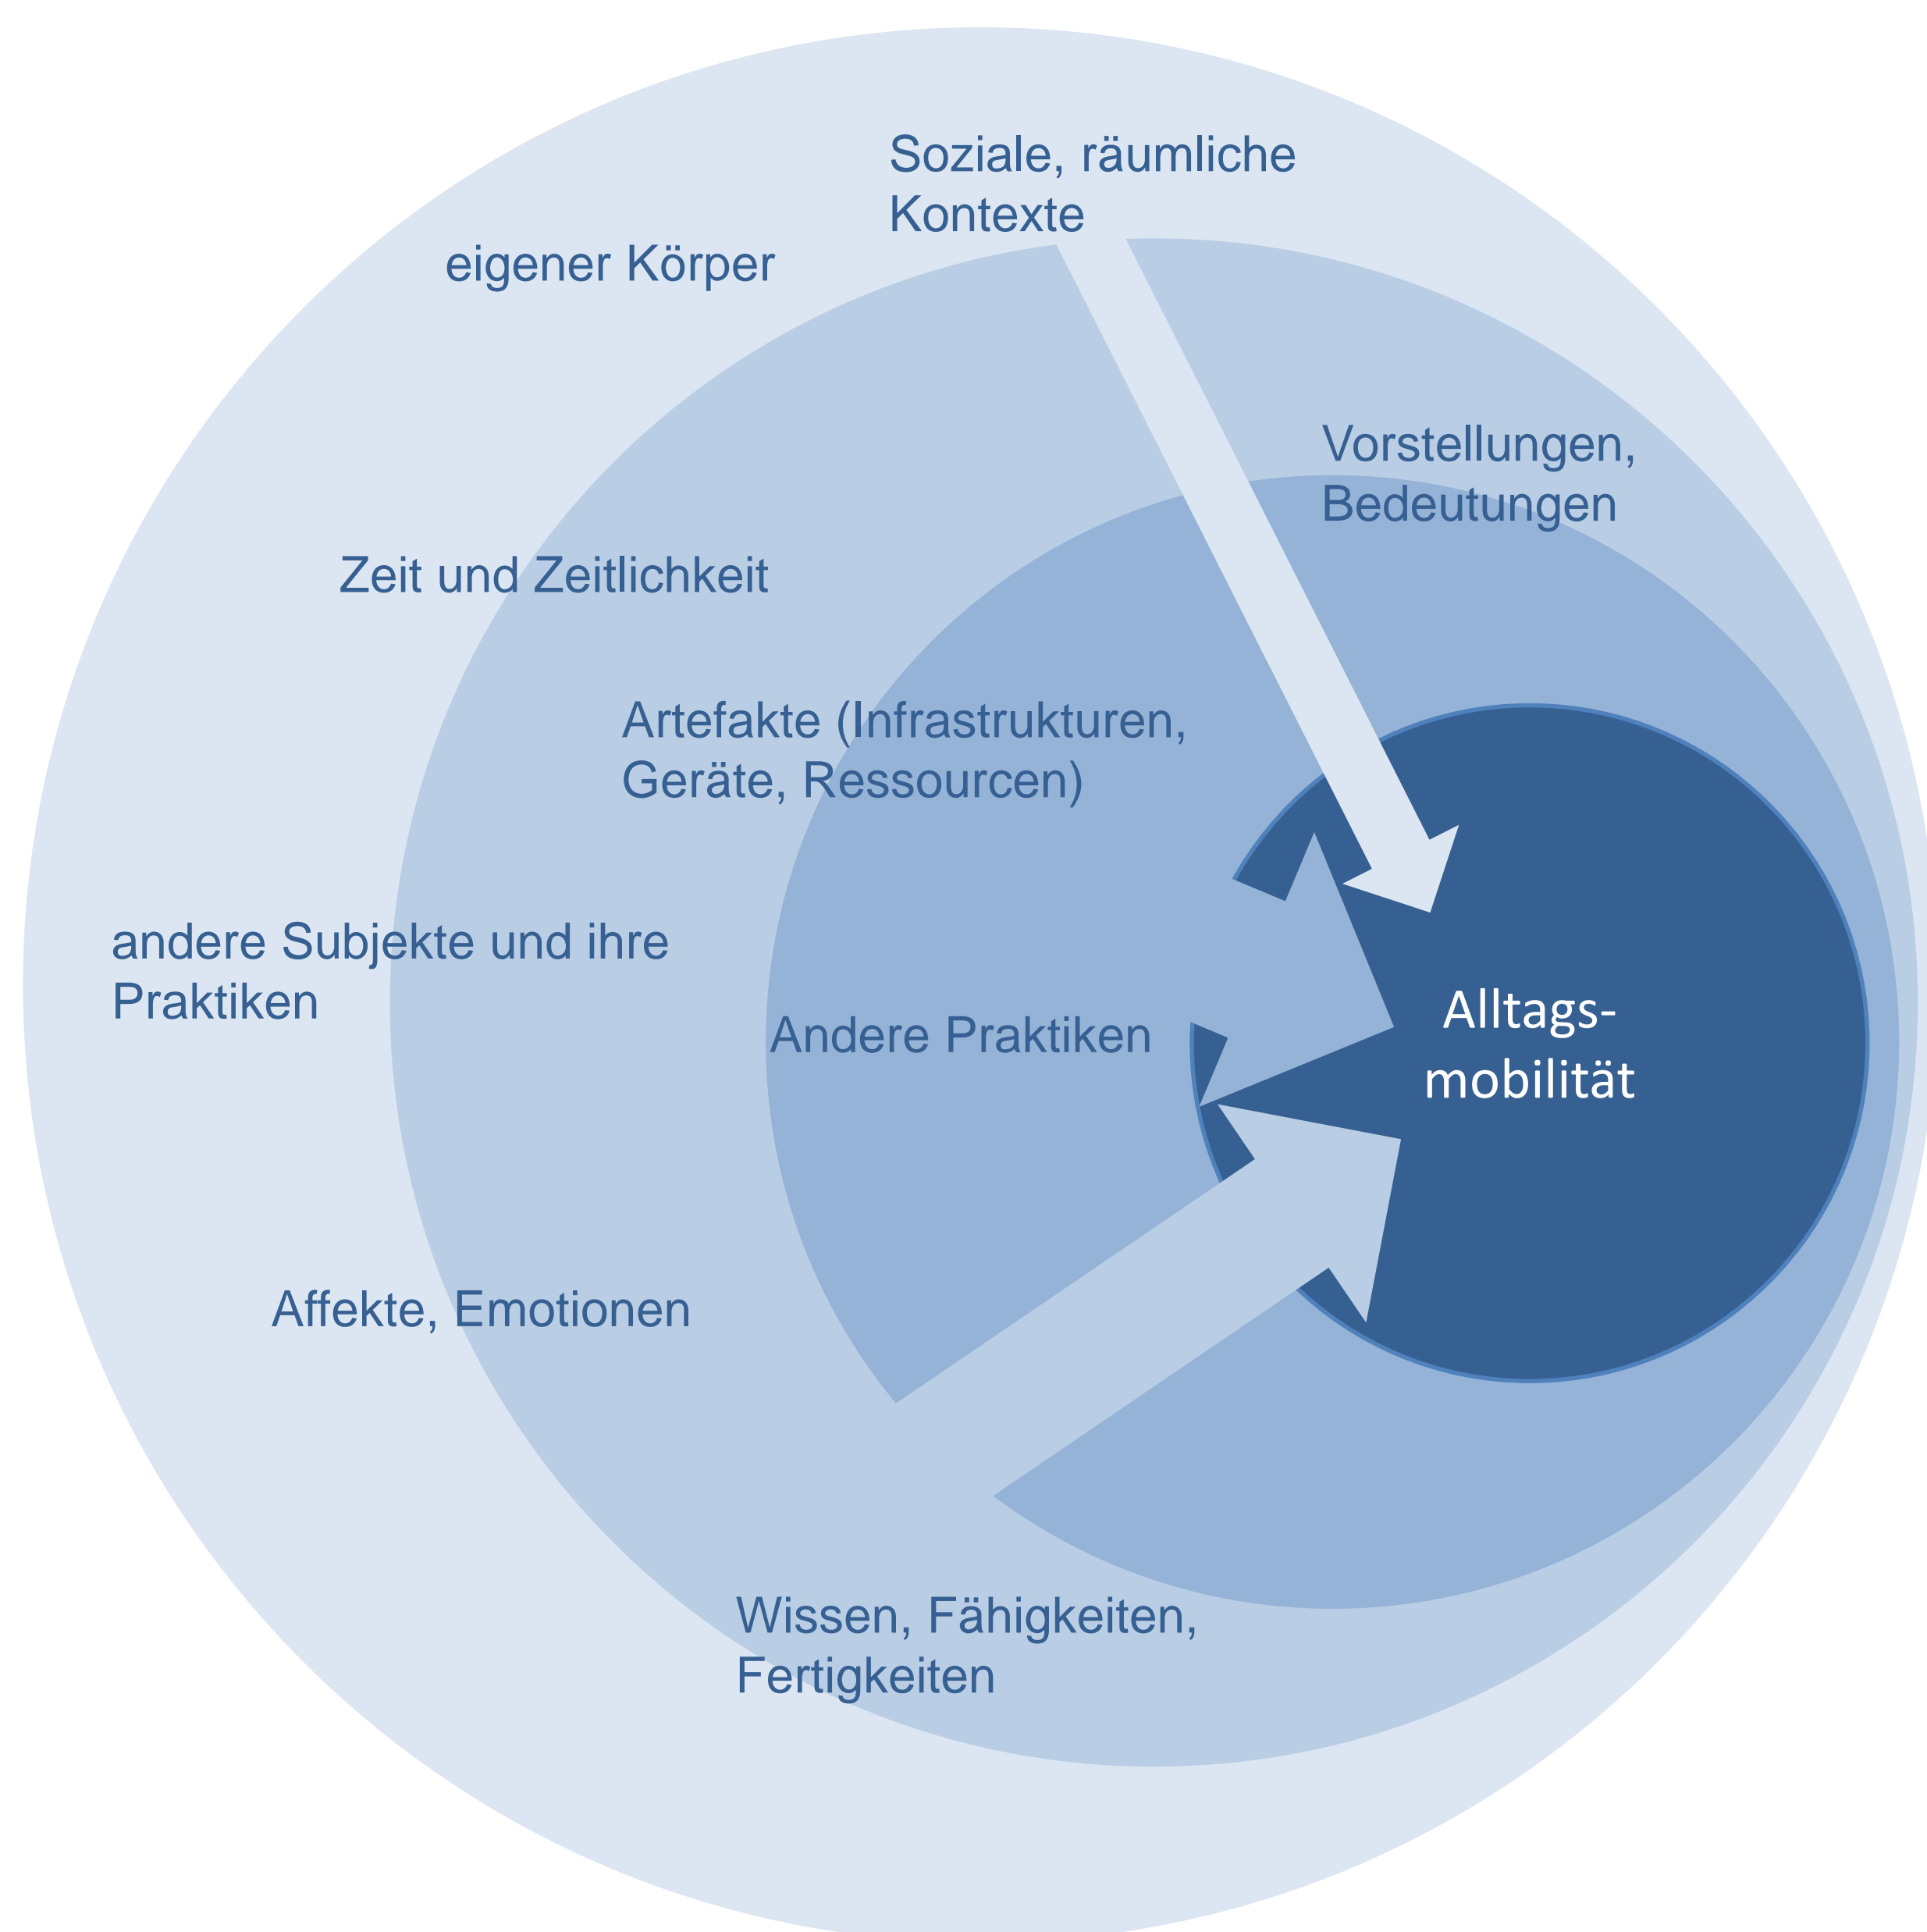 Soziale, räumliche
Kontexte
eigener Körper
Vorstellungen,
Bedeutungen
Zeit und Zeitlichkeit
Artefakte (Infrastrukturen,
Geräte, Ressourcen)
andere Subjekte und ihre
Praktiken
Andere Praktiken
Alltags-
mobilität
Affekte, Emotionen
Wissen, Fähigkeiten,
Fertigkeiten